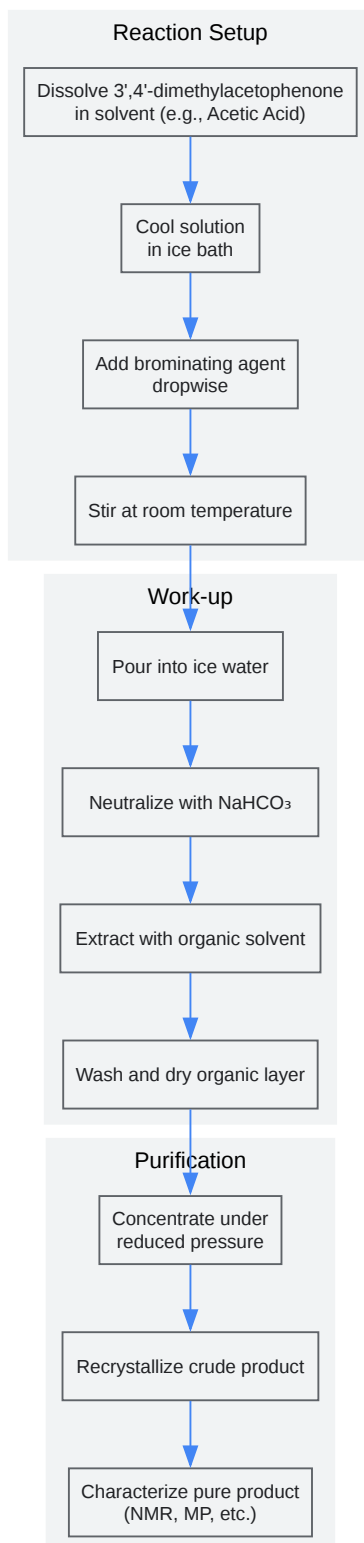 Reaction Setup
Dissolve 3',4'-dimethylacetophenone
in solvent (e.g., Acetic Acid)
Cool solution
in ice bath
Add brominating agent
dropwise
Stir at room temperature
Work-up
Pour into ice water
Neutralize with NaHCO₃
Extract with organic solvent
Wash and dry organic layer
Purification
Concentrate under
reduced pressure
Recrystallize crude product
Characterize pure product
(NMR, MP, etc.)